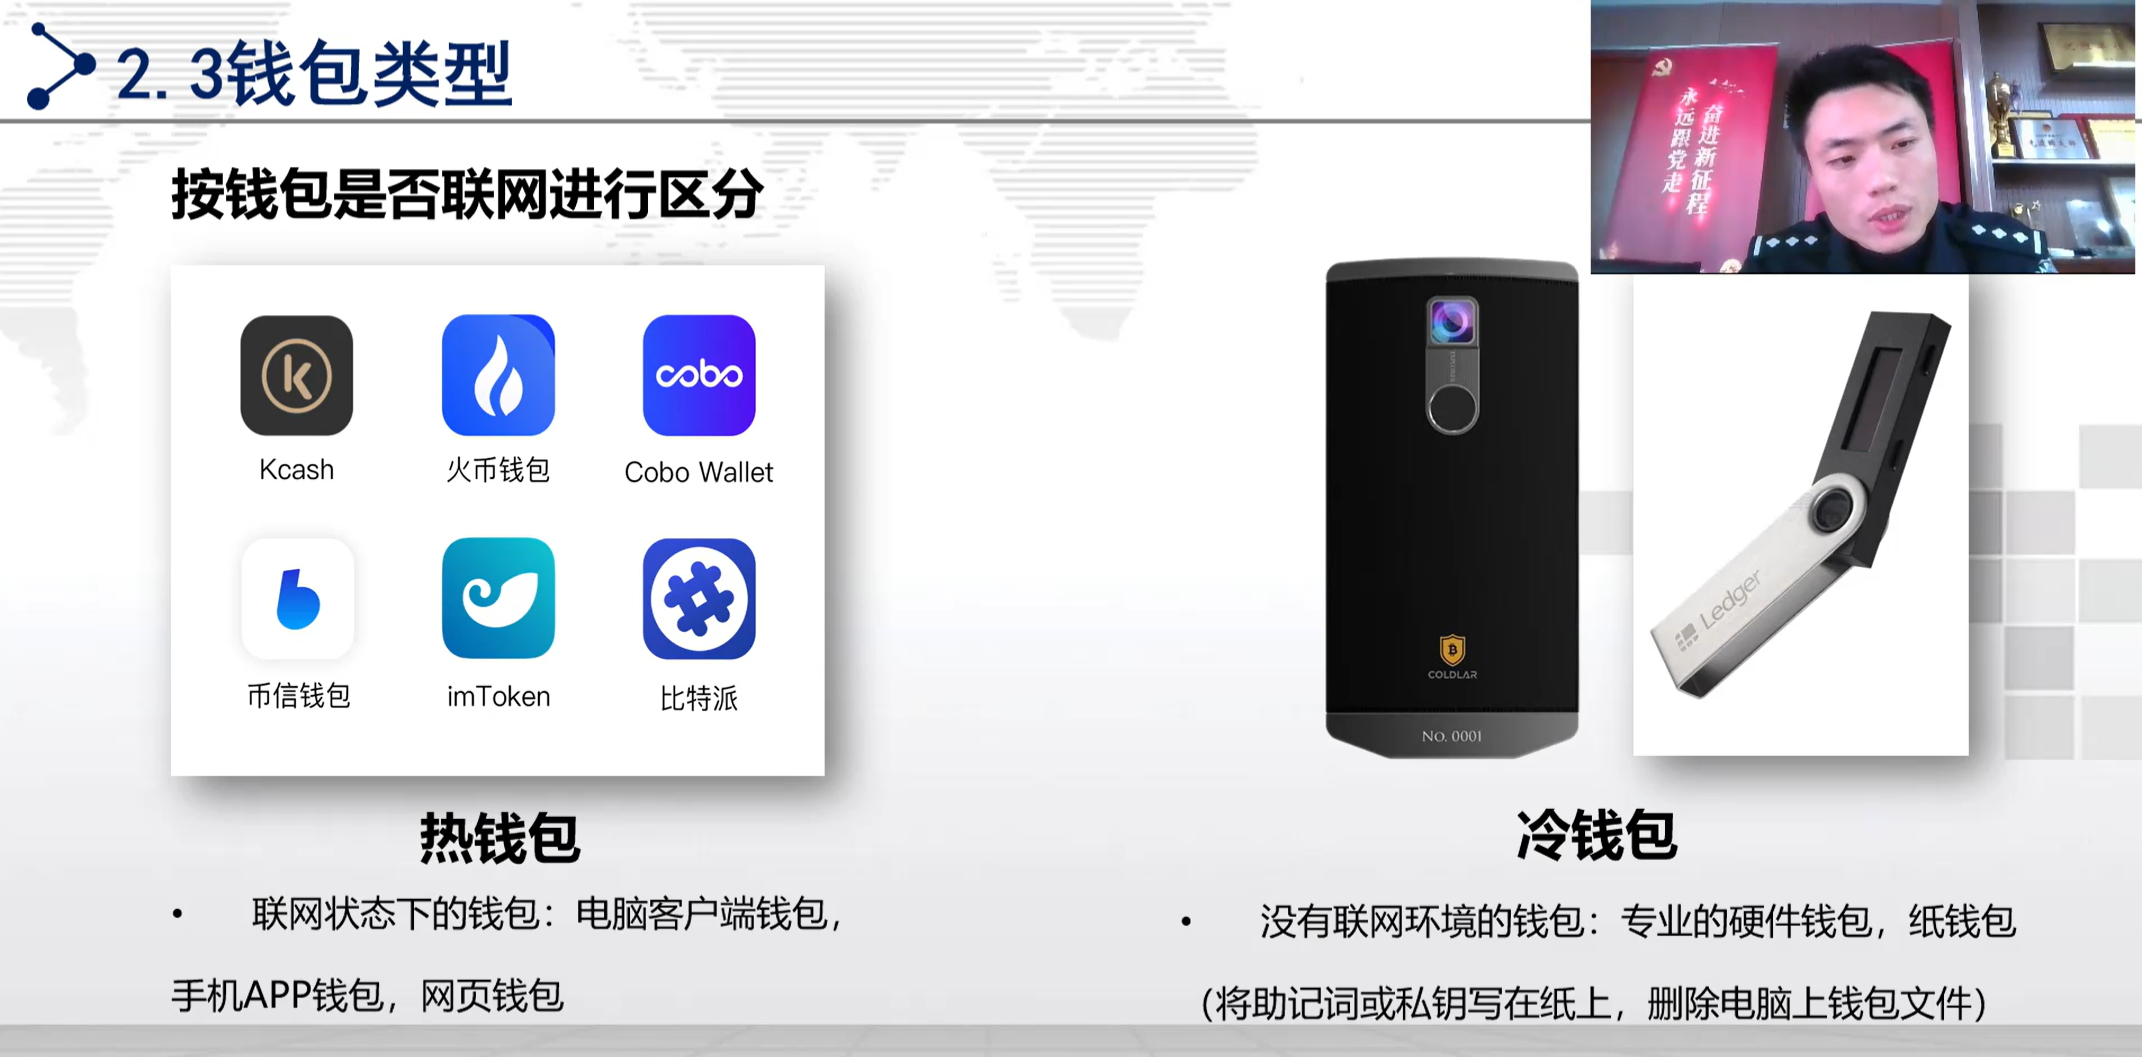 2.3钱包类型
按钱包是否联网进行区分
永远跟党走
奋进新征程
Kcash
火币钱包
cobo
Cobo Wallet
币信钱包
imToken
比特派
COLDLAR
No. 0001
Ledger
热钱包
• 联网状态下的钱包：电脑客户端钱包，
手机APP钱包，网页钱包
冷钱包
• 没有联网环境的钱包：专业的硬件钱包，纸钱包
（将助记词或私钥写在纸上，删除电脑上钱包文件）